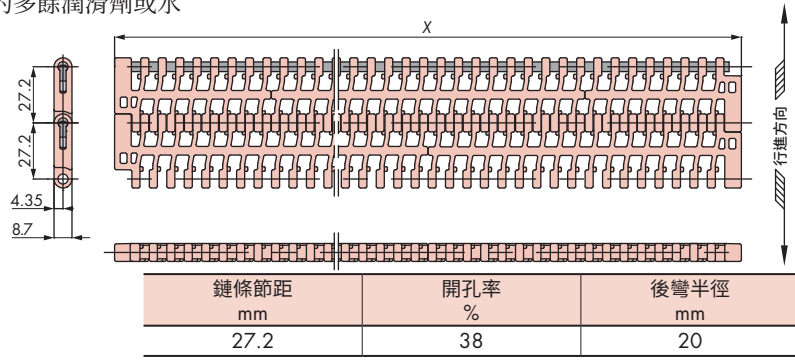 的多餘潤滑劑或水
X
27.2
27.2
4.35
8.7
行進方向
鏈條節距 開孔率 後彎半徑
mm % mm
27.2 38 20